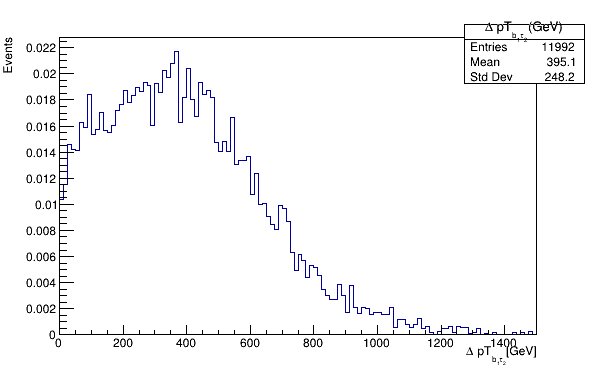 Δ pT_{b₁τ₂}(GeV)
Entries 11992
Mean 395.1
Std Dev 248.2
Events
0.022
0.02
0.018
0.016
0.014
0.012
0.01
0.008
0.006
0.004
0.002
0
0 200 400 600 800 1000 1200 1400
Δ pT_{b₁τ₂}[GeV]